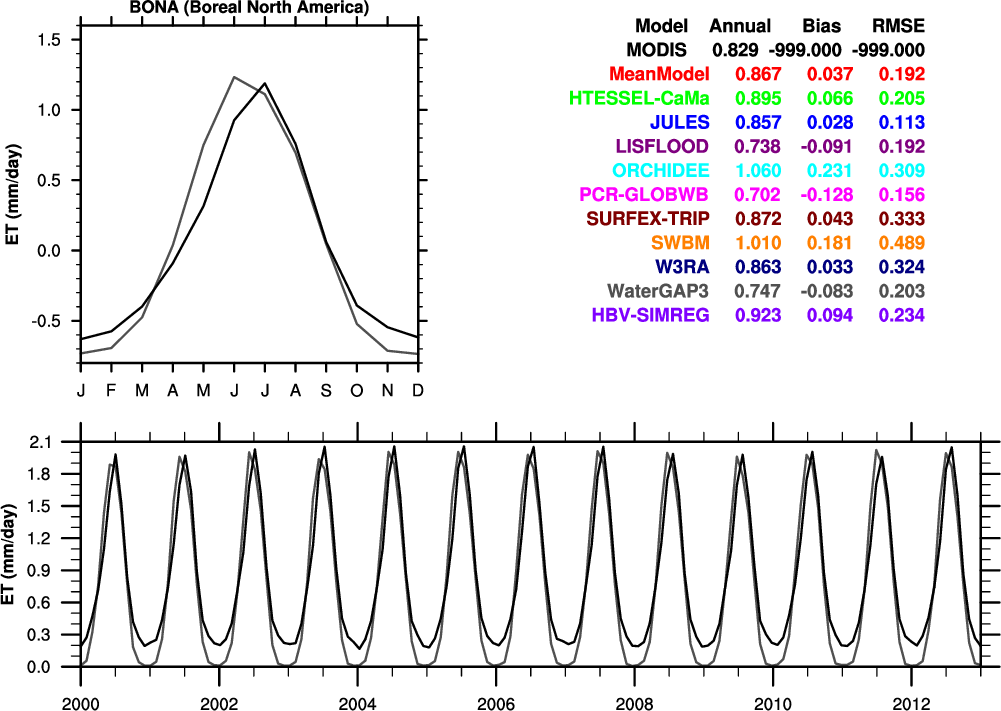 BONA (Boreal North America)
1.5
1.0
0.5
0.0
-0.5
ET (mm/day)
J F M A M J J A S O N D
Model Annual Bias RMSE
MODIS 0.829 -999.000 -999.000
MeanModel 0.867 0.037 0.192
HTESSEL-CaMa 0.895 0.066 0.205
JULES 0.857 0.028 0.113
LISFLOOD 0.738 -0.091 0.192
ORCHIDEE 1.060 0.231 0.309
PCR-GLOBWB 0.702 -0.128 0.156
SURFEX-TRIP 0.872 0.043 0.333
SWBM 1.010 0.181 0.489
W3RA 0.863 0.033 0.324
WaterGAP3 0.747 -0.083 0.203
HBV-SIMREG 0.923 0.094 0.234
2.1
1.8
1.5
1.2
0.9
0.6
0.3
0.0
ET (mm/day)
2000 2002 2004 2006 2008 2010 2012